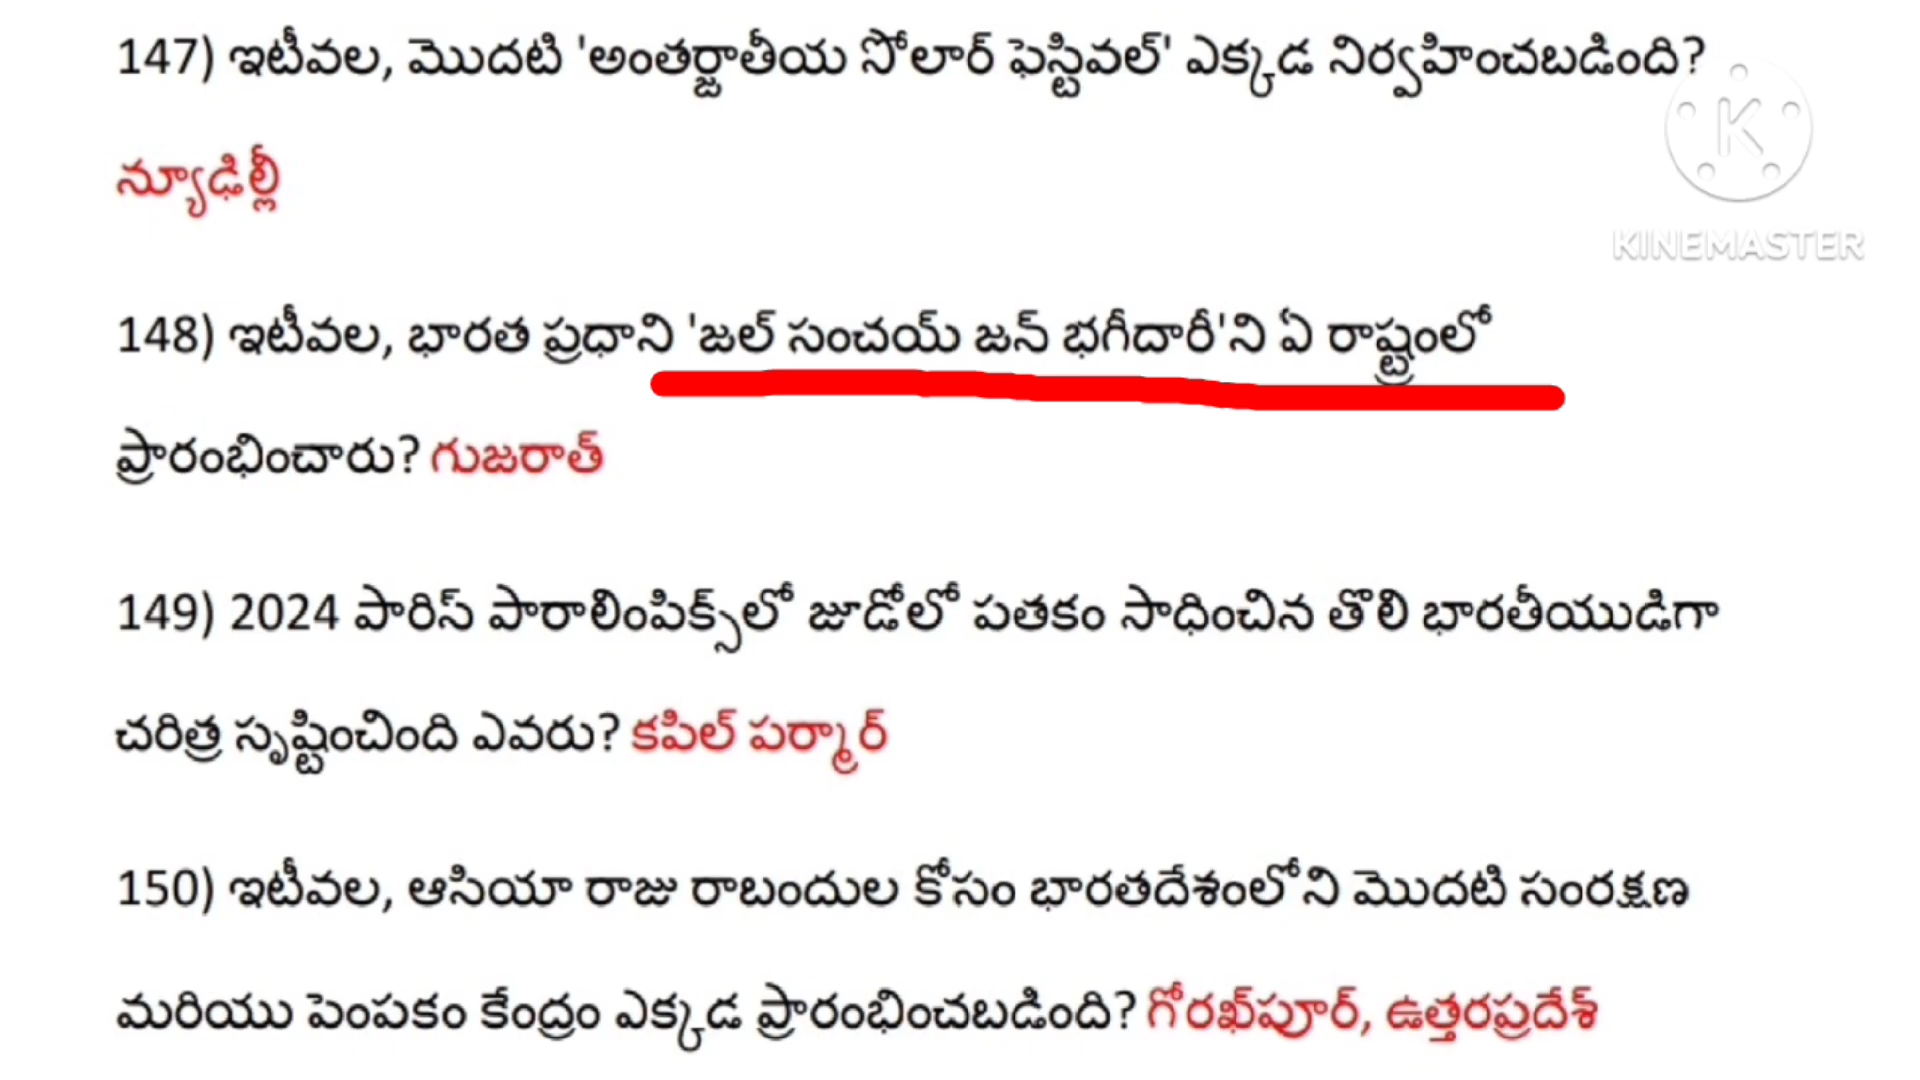 147) ఇటీవల, మొదటి 'అంతర్జాతీయ సోలార్ ఫెస్టివల్' ఎక్కడ నిర్వహించబడింది?
న్యూఢిల్లీ
K
KINEMASTER
148) ఇటీవల, భారత ప్రధాని 'జల్ సంచయ్ జన్ భగీదారీ'ని ఏ రాష్ట్రంలో
ప్రారంభించారు? గుజరాత్
149) 2024 పారిస్ పారాలింపిక్స్‌లో జూడోలో పతకం సాధించిన తొలి భారతీయుడిగా
చరిత్ర సృష్టించింది ఎవరు? కపిల్ పర్మార్
150) ఇటీవల, ఆసియా రాజు రాబందుల కోసం భారతదేశంలోని మొదటి సంరక్షణ
మరియు పెంపకం కేంద్రం ఎక్కడ ప్రారంభించబడింది? గోరఖ్‌పూర్, ఉత్తరప్రదేశ్